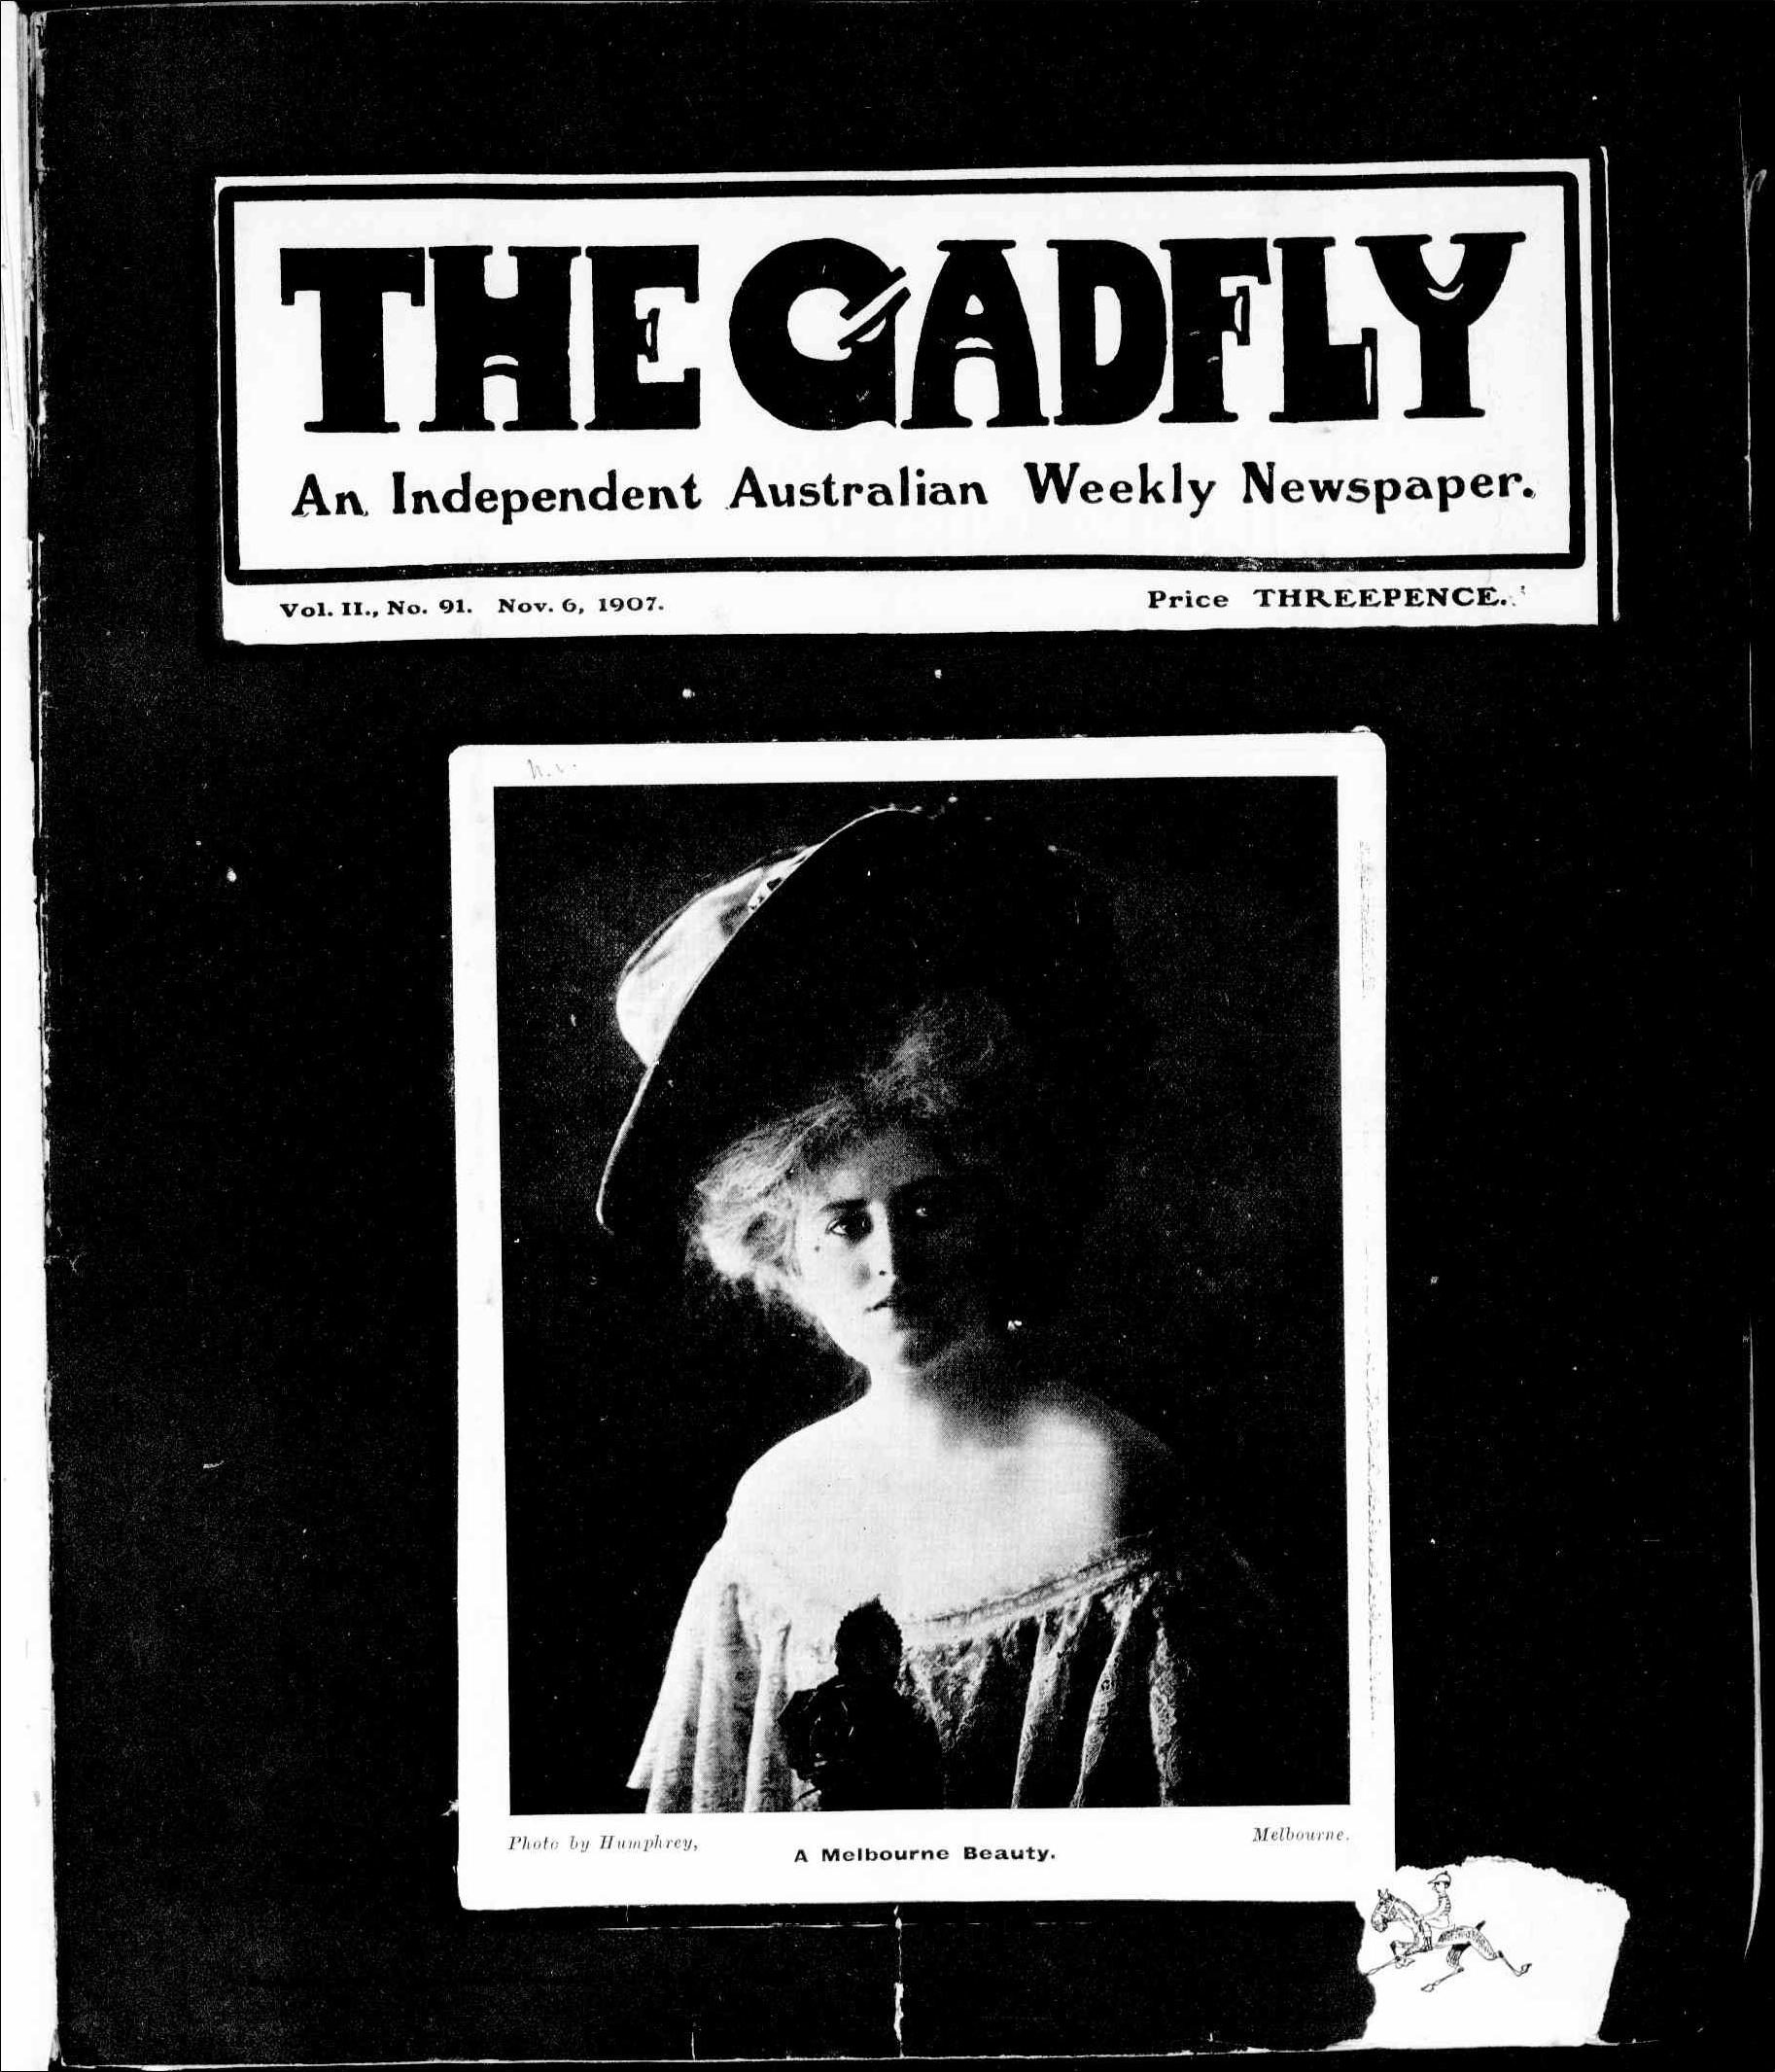 THE GADFLY
An Independent Australian Weekly Newspaper.
Vol. II., No. 91. Nov. 6, 1907.
Price THREEPENCE.
Photo by Humphrey,
Melbourne.
A Melbourne Beauty.